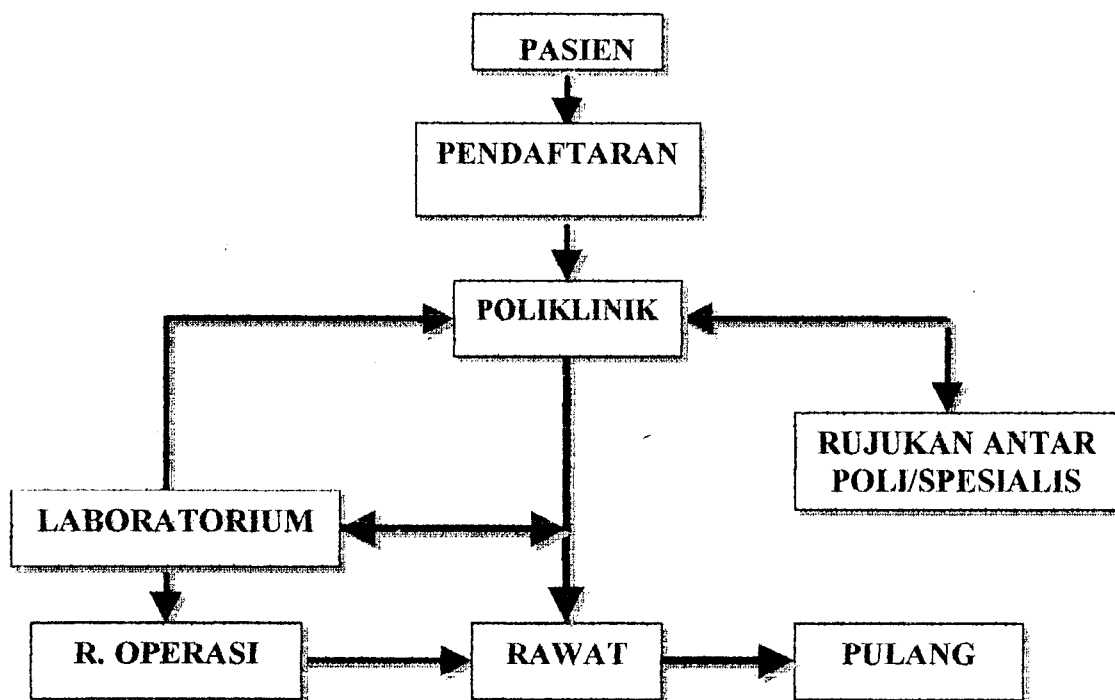 PASIEN
PENDAFTARAN
POLIKLINIK
RUJUKAN ANTAR
POLI/SPESIALIS
LABORATORIUM
R. OPERASI
RAWAT
PULANG